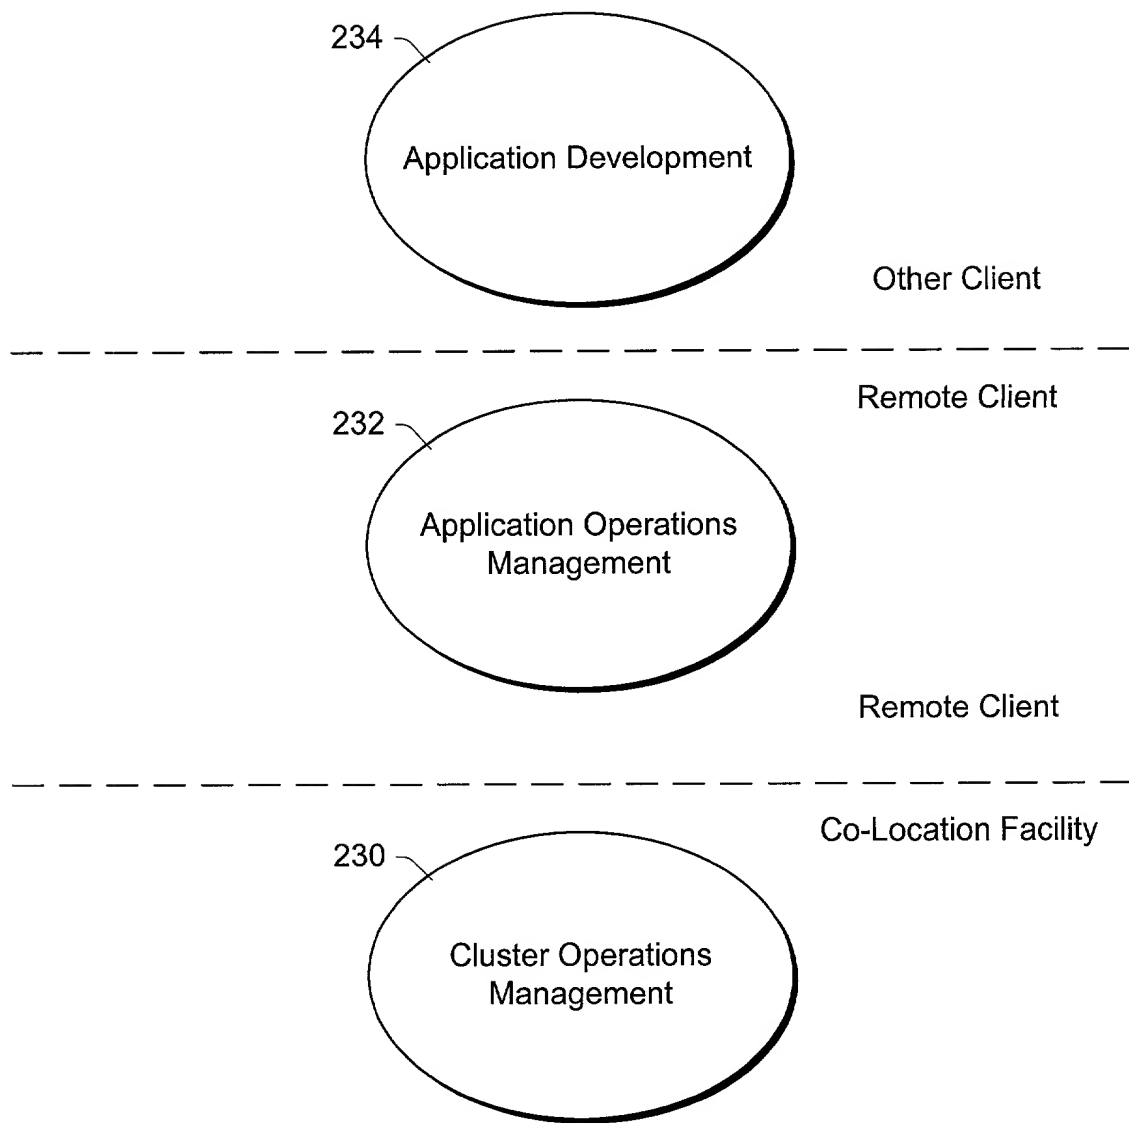 234
Application Development
Other Client
Remote Client
232
Application Operations
Management
Remote Client
Co-Location Facility
230
Cluster Operations
Management